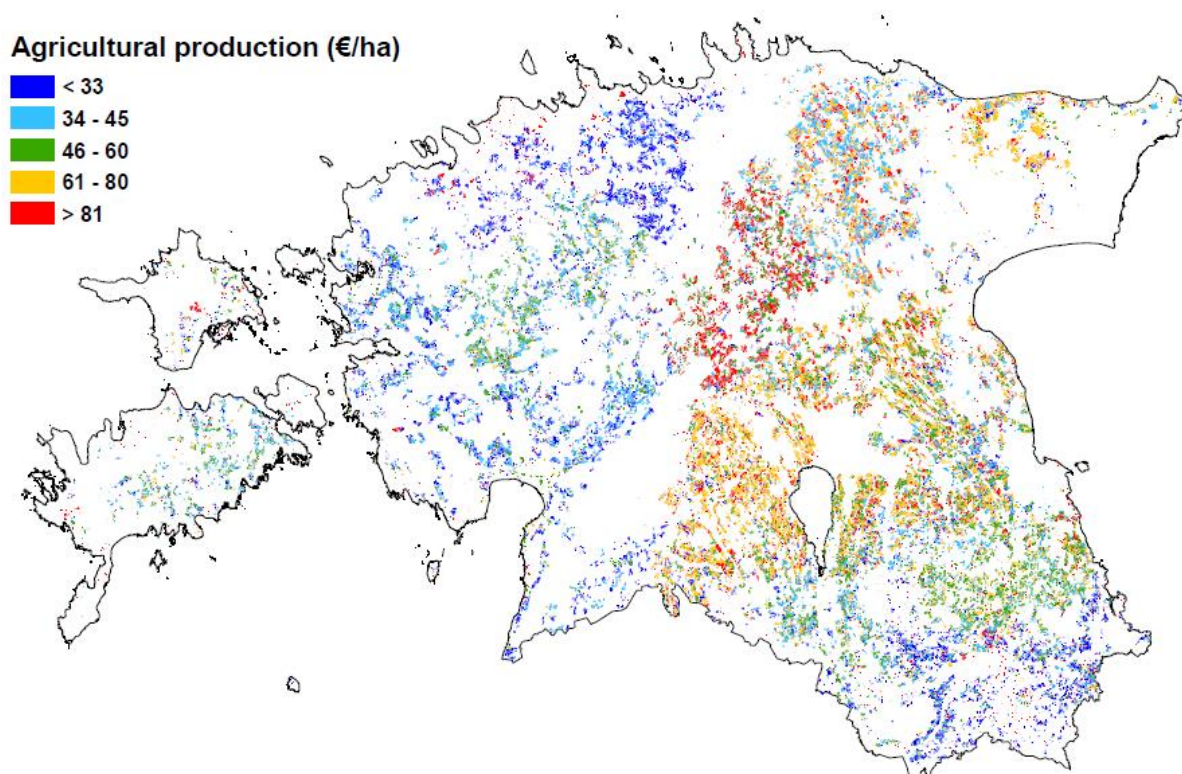 Agricultural production (€/ha)
< 33
34 - 45
46 - 60
61 - 80
> 81